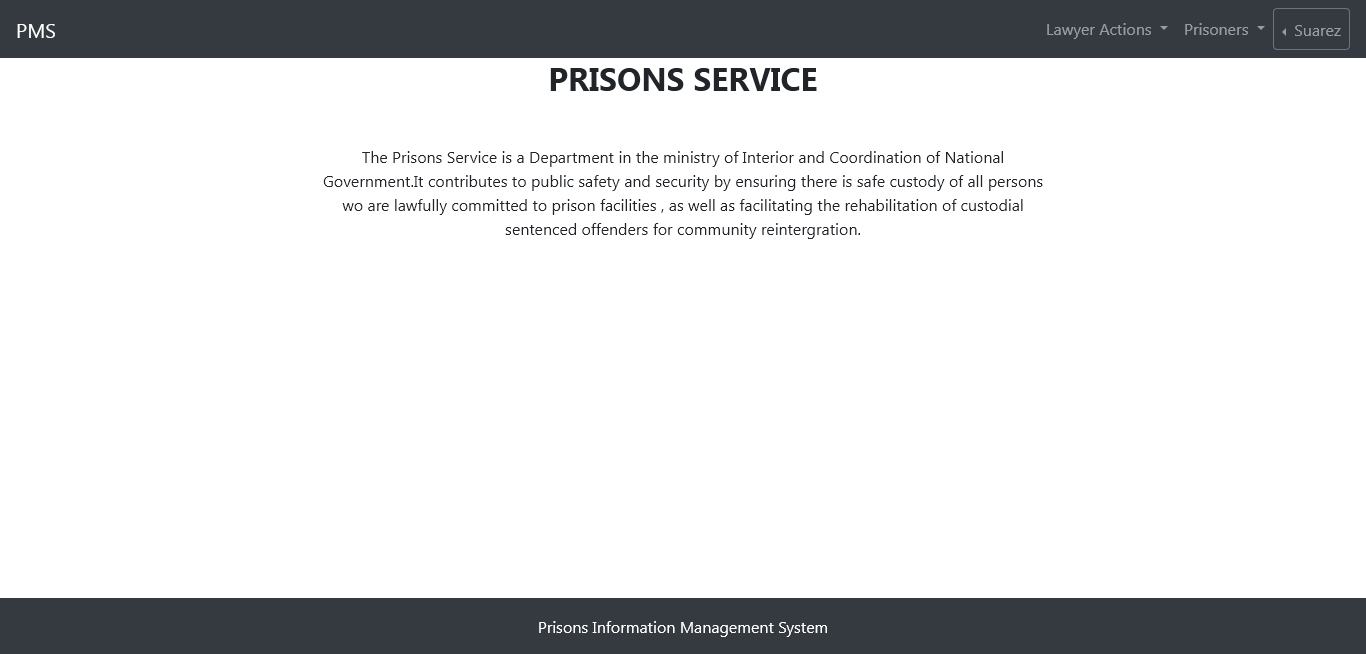 PMS
Lawyer Actions
Prisoners
Suarez
PRISONS SERVICE
The Prisons Service is a Department in the ministry of Interior and Coordination of National
Government.It contributes to public safety and security by ensuring there is safe custody of all persons
wo are lawfully committed to prison facilities , as well as facilitating the rehabilitation of custodial
sentenced offenders for community reintergration.
Prisons Information Management System